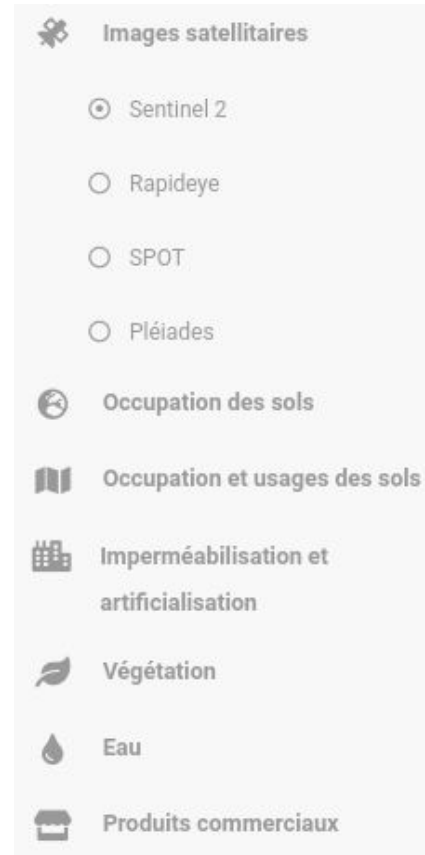 Images satellitaires
Sentinel 2
Rapideye
SPOT
Pléiades
Occupation des sols
Occupation et usages des sols
Imperméabilisation et
artificialisation
Végétation
Eau
Produits commerciaux